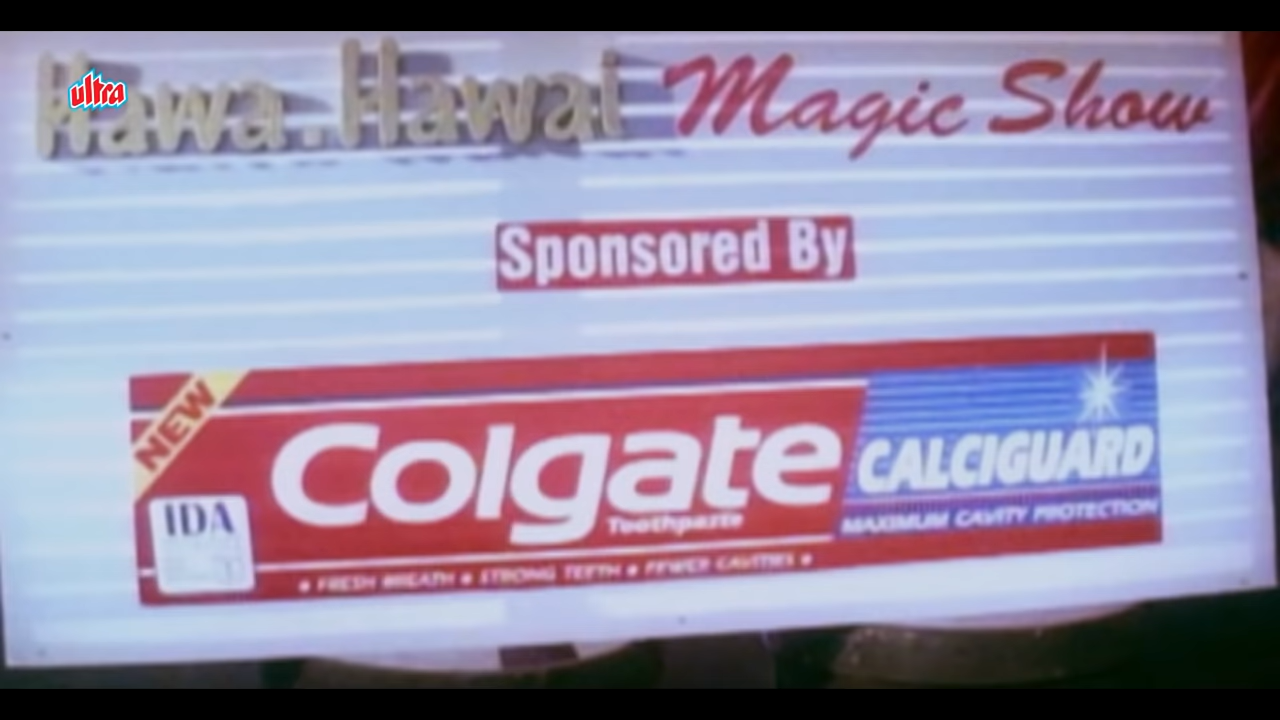 ultra
Hawa.Hawai Magic Show
Sponsored By
NEW
Colgate
CALCIGUARD
Toothpaste
MAXIMUM CAVITY PROTECTION
IDA
• FRESH BREATH • STRONG TEETH • FEWER CAVITIES •